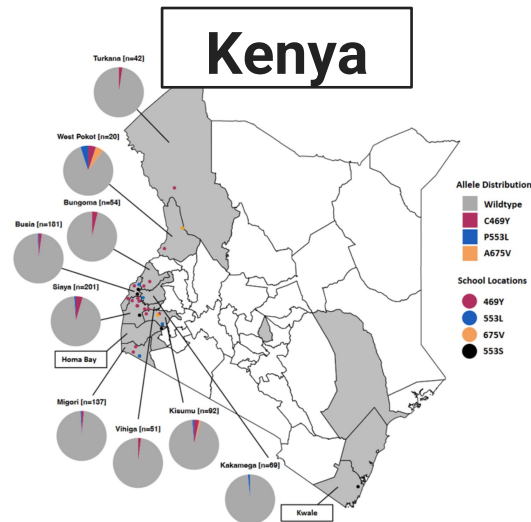 Kenya
Turkana [n=42]
West Pokot [n=20]
Bungoma [n=54]
Busia [n=181]
Siaya [n=201]
Homa Bay
Migori [n=137]
Vihiga [n=51]
Kisumu [n=92]
Kakamega [n=69]
Kwale
Allele Distribution
Wildtype
C469Y
P553L
A675V
School Locations
469Y
553L
675V
553S